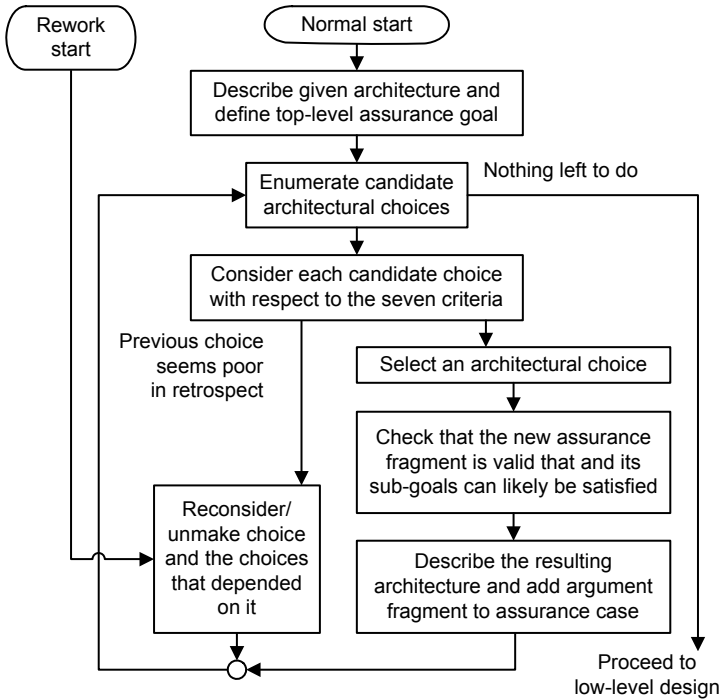 Rework
start
Normal start
Describe given architecture and
define top-level assurance goal
Enumerate candidate
architectural choices
Nothing left to do
Consider each candidate choice
with respect to the seven criteria
Previous choice
seems poor
in retrospect
Select an architectural choice
Check that the new assurance
fragment is valid that and its
sub-goals can likely be satisfied
Reconsider/
unmake choice
and the choices
that depended
on it
Describe the resulting
architecture and add argument
fragment to assurance case
Proceed to
low-level design